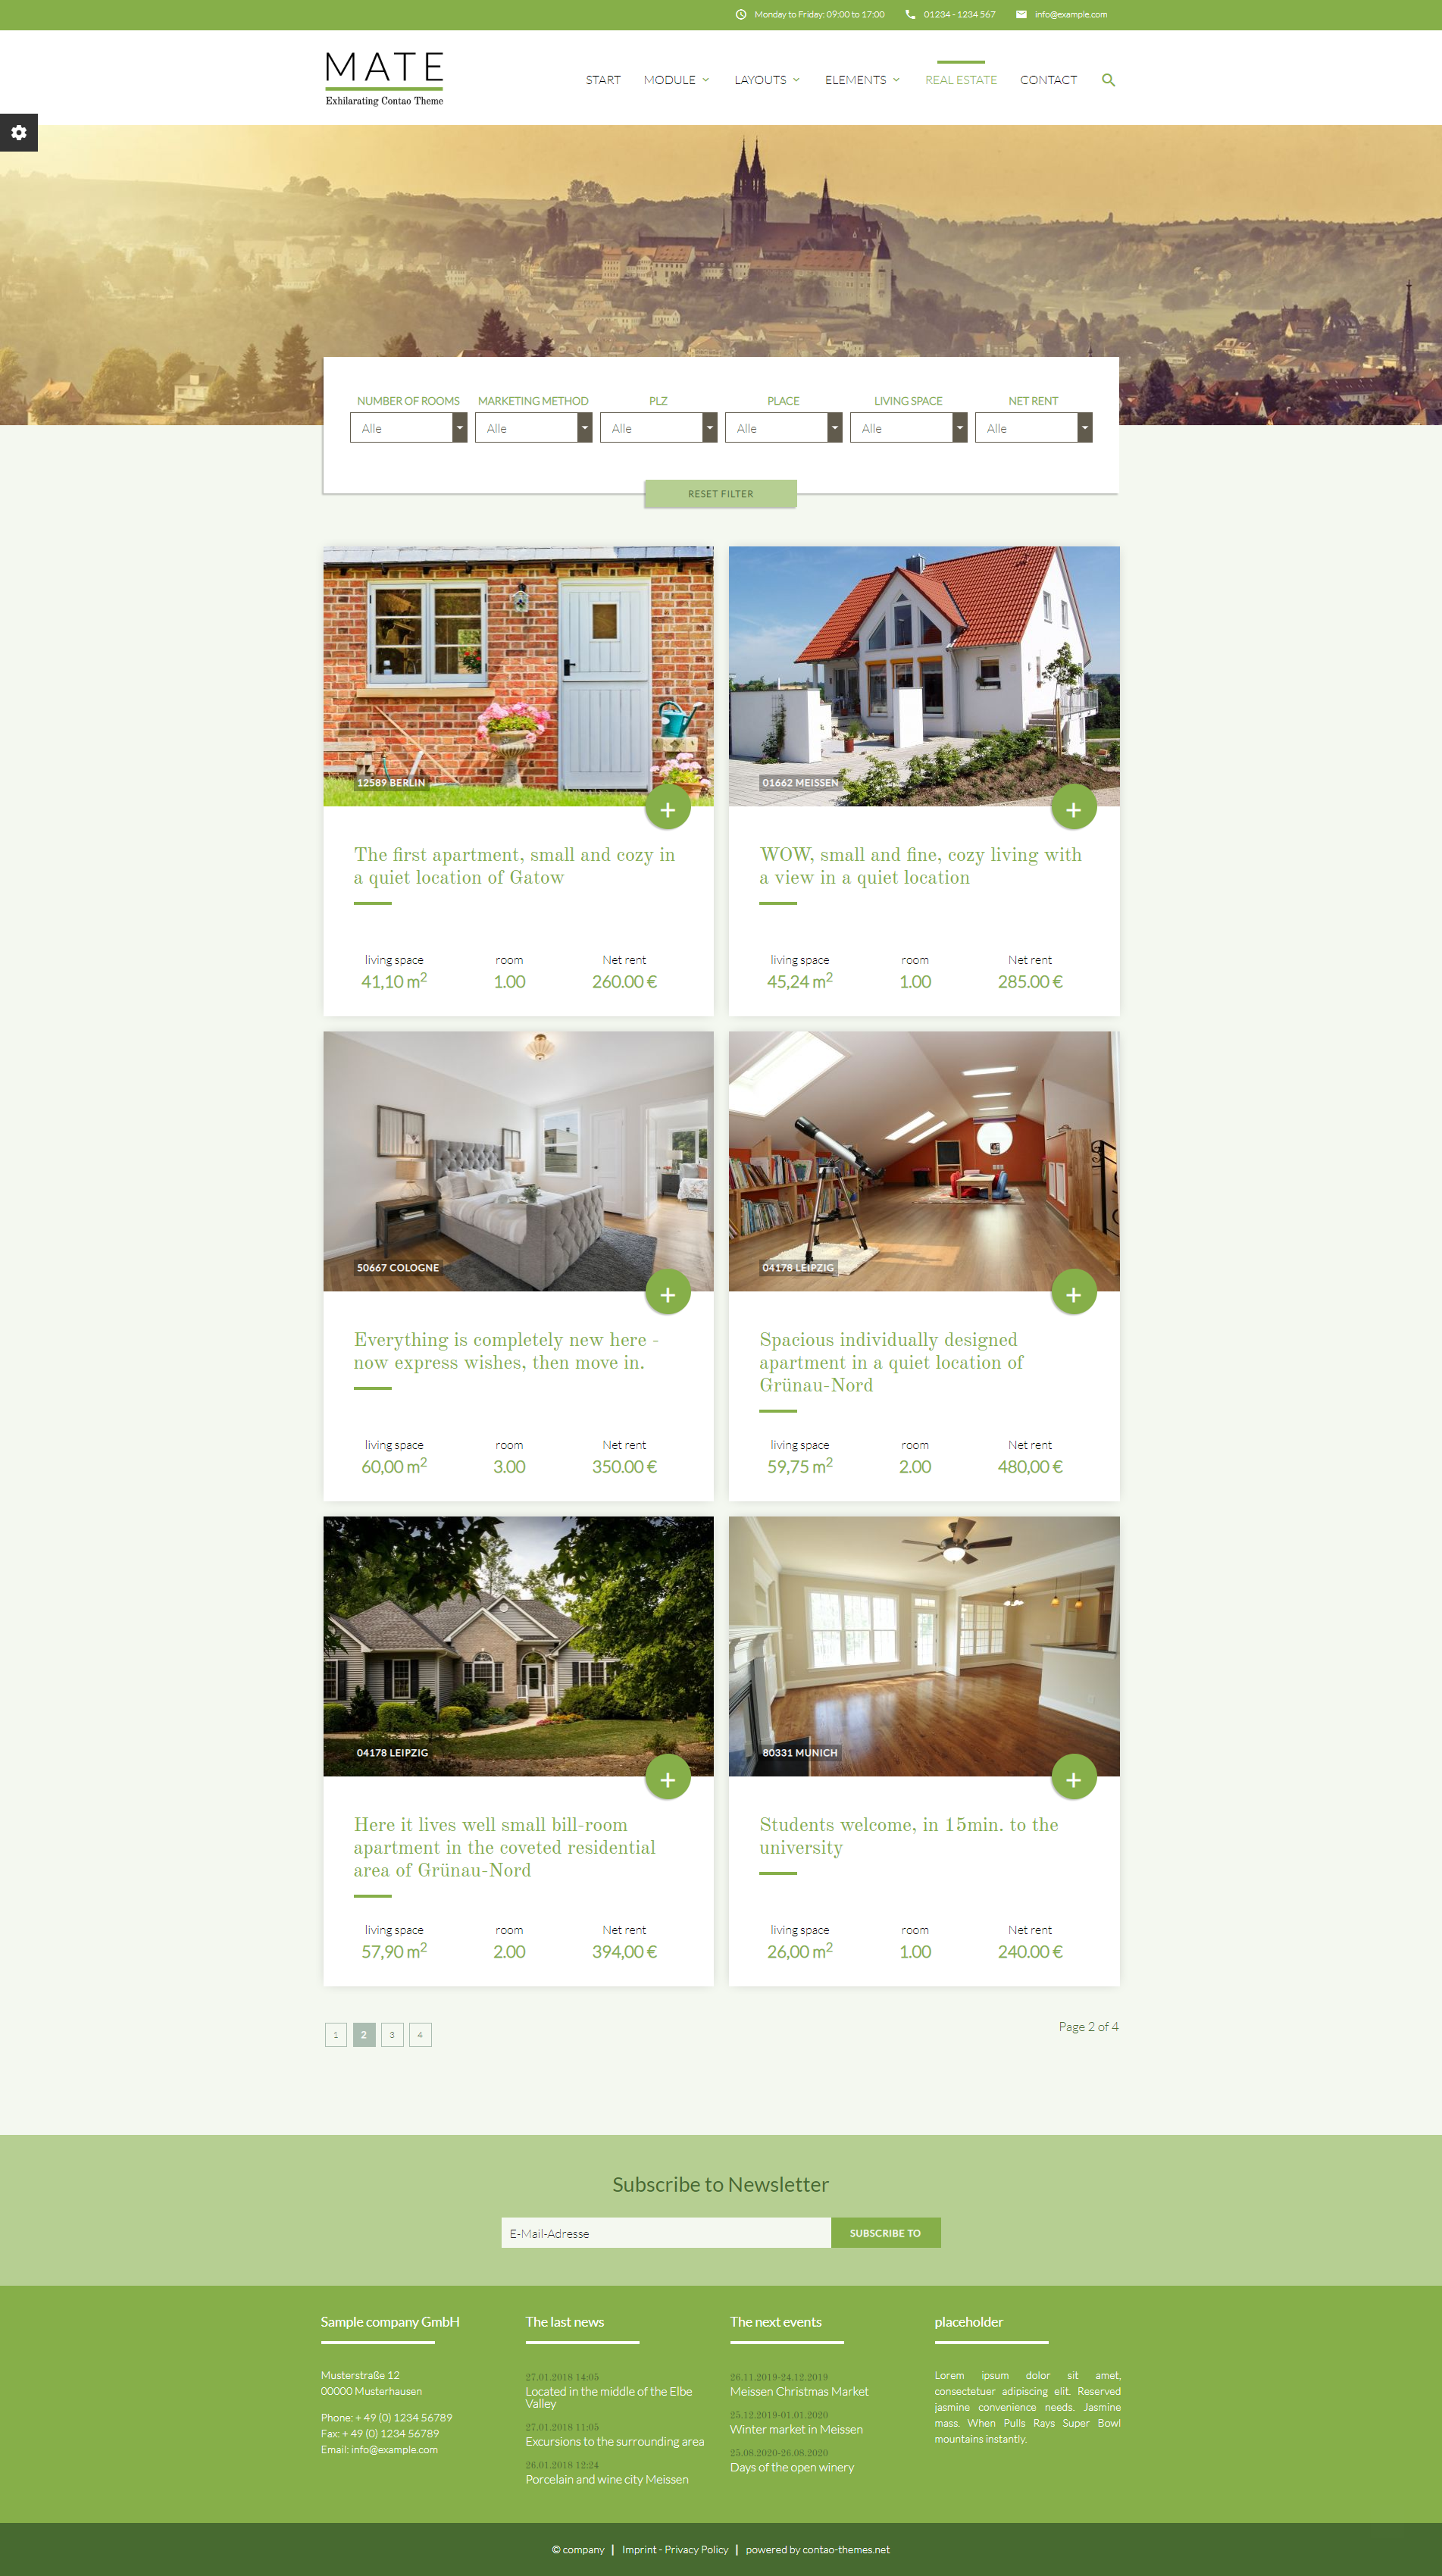 Monday to Friday: 09:00 to 17:00 01234 - 1234 567 info@example.com
MATE
Exhilarating Contao Theme
START MODULE LAYOUTS ELEMENTS REAL ESTATE CONTACT
NUMBER OF ROOMS MARKETING METHOD PLZ PLACE LIVING SPACE NET RENT
Alle Alle Alle Alle Alle Alle
RESET FILTER
12589 BERLIN
The first apartment, small and cozy in
a quiet location of Gatow
living space room Net rent
41,10 m² 1.00 260.00 €
01662 MEISSEN
WOW, small and fine, cozy living with
a view in a quiet location
living space room Net rent
45,24 m² 1.00 285.00 €
50667 COLOGNE
Everything is completely new here -
now express wishes, then move in.
living space room Net rent
60,00 m² 3.00 350.00 €
04178 LEIPZIG
Spacious individually designed
apartment in a quiet location of
Grünau-Nord
living space room Net rent
59,75 m² 2.00 480,00 €
04178 LEIPZIG
Here it lives well small bill-room
apartment in the coveted residential
area of Grünau-Nord
living space room Net rent
57,90 m² 2.00 394,00 €
80331 MUNICH
Students welcome, in 15min. to the
university
living space room Net rent
26,00 m² 1.00 240.00 €
1 2 3 4
Page 2 of 4
Subscribe to Newsletter
E-Mail-Adresse SUBSCRIBE TO
Sample company GmbH
Musterstraße 12
00000 Musterhausen
Phone: + 49 (0) 1234 56789
Fax: + 49 (0) 1234 56789
Email: info@example.com
The last news
27.01.2018 14:05
Located in the middle of the Elbe
Valley
27.01.2018 11:05
Excursions to the surrounding area
26.01.2018 12:24
Porcelain and wine city Meissen
The next events
26.11.2019-24.12.2019
Meissen Christmas Market
25.12.2019-01.01.2020
Winter market in Meissen
25.08.2020-26.08.2020
Days of the open winery
placeholder
Lorem ipsum dolor sit amet,
consectetuer adipiscing elit. Reserved
jasmine convenience needs. Jasmine
mass. When Pulls Rays Super Bowl
mountains instantly.
© company | Imprint - Privacy Policy | powered by contao-themes.net